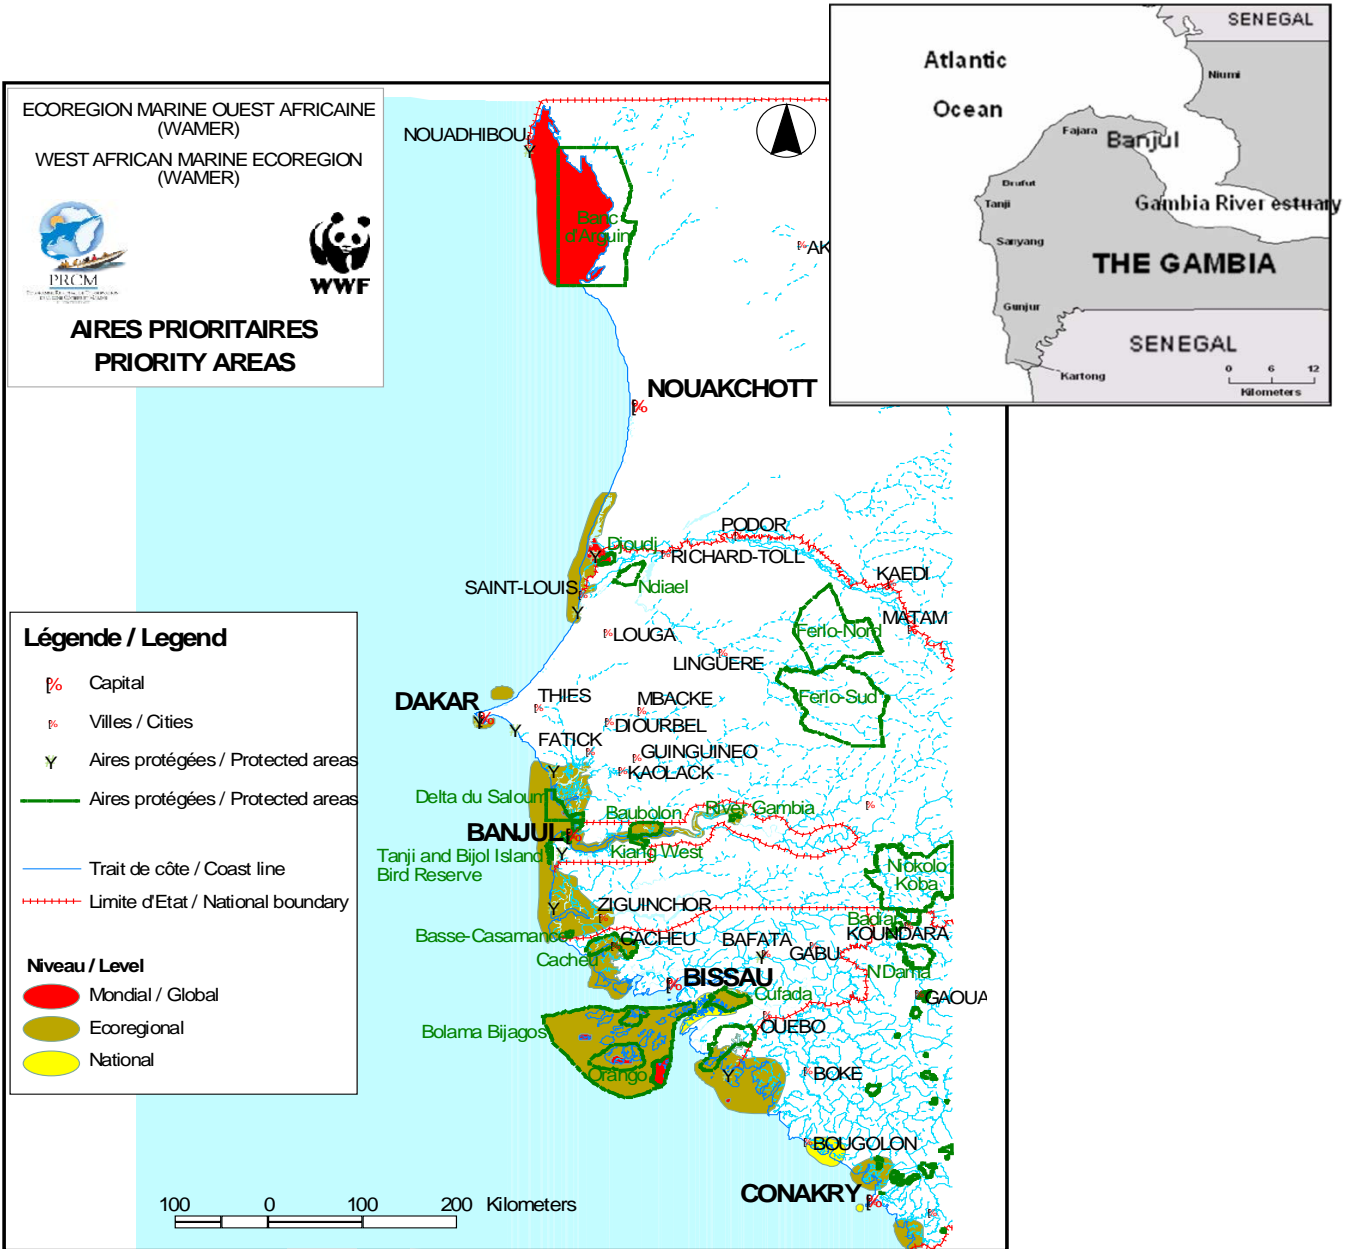 ECOREGION MARINE OUEST AFRICAINE
(WAMER)
WEST AFRICAN MARINE ECOREGION
(WAMER)
PRCM
WWF
AIRES PRIORITAIRES
PRIORITY AREAS
SENEGAL
Atlantic
Ocean
Niumi
Fajara
Banjul
Brufut
Tanji
Gambia River estuary
Sanyang
THE GAMBIA
Gunjur
SENEGAL
Kartong
0 6 12
Kilometers
NOUADHIBOU
Banc
d'Arguin
AK
NOUAKCHOTT
PODOR
Djoudj
RICHARD-TOLL
KAEDI
SAINT-LOUIS
Ndiael
MATAM
Ferlo-Nord
LOUGA
LINGUERE
Ferlo-Sud
DAKAR
THIES
MBACKE
DIOURBEL
FATICK
GUINGUINEO
KAOLACK
Delta du Saloum
Baubolon
River Gambia
BANJUL
Tanji and Bijol Island
Bird Reserve
Kiang West
Niokolo
Koba
ZIGUINCHOR
Badiar
KOUNDARA
Basse-Casamance
CACHEU
BAFATA
GABU
Cacheu
NDama
BISSAU
Cufada
GAOUA
Bolama Bijagos
QUEBO
Orango
BOKE
BOUGOLON
CONAKRY
Légende / Legend
Capital
Villes / Cities
Y Aires protégées / Protected areas
Aires protégées / Protected areas
Trait de côte / Coast line
Limite d'Etat / National boundary
Niveau / Level
Mondial / Global
Ecoregional
National
100 0 100 200 Kilometers